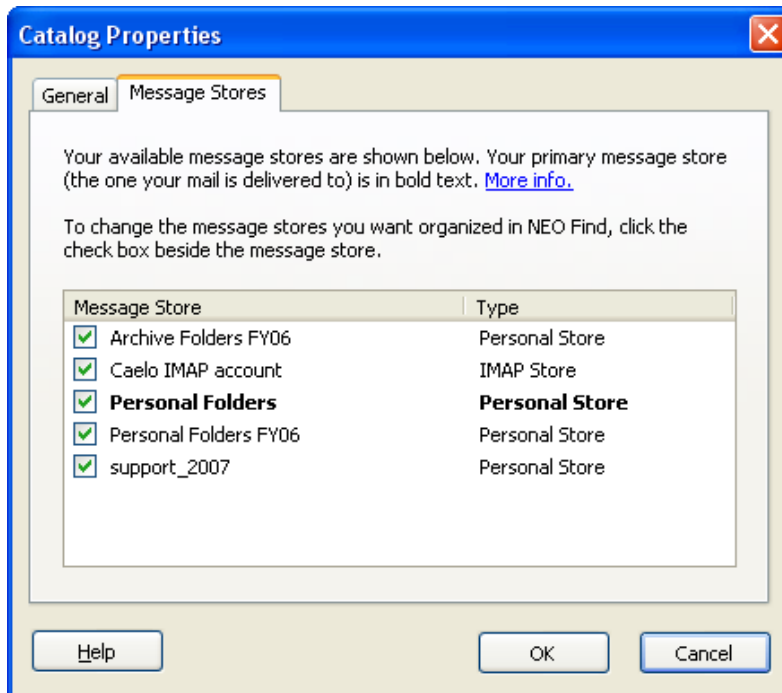 Catalog Properties
General Message Stores
Your available message stores are shown below. Your primary message store
(the one your mail is delivered to) is in bold text. More info.
To change the message stores you want organized in NEO Find, click the
check box beside the message store.
Message Store Type
Archive Folders FY06 Personal Store
Caelo IMAP account IMAP Store
Personal Folders Personal Store
Personal Folders FY06 Personal Store
support_2007 Personal Store
Help OK Cancel